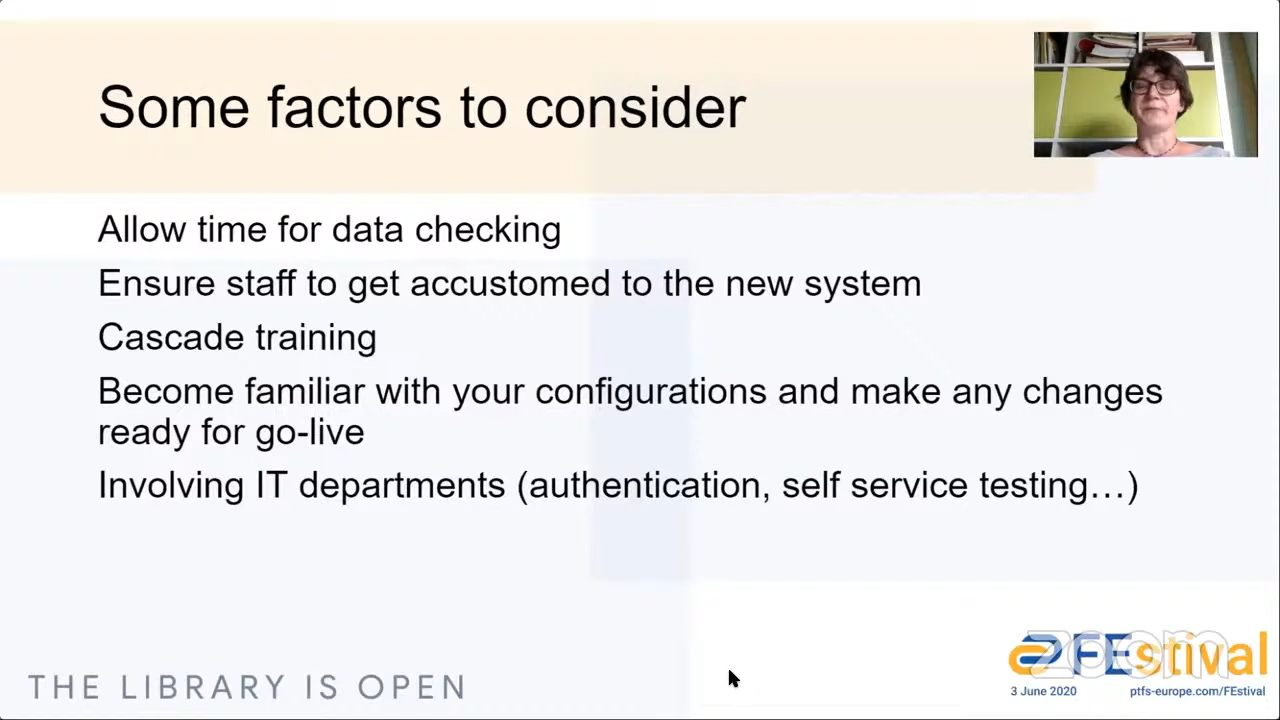 Some factors to consider
Allow time for data checking
Ensure staff to get accustomed to the new system
Cascade training
Become familiar with your configurations and make any changes
ready for go-live
Involving IT departments (authentication, self service testing…)
THE LIBRARY IS OPEN
FEstival
zoom
3 June 2020
ptfs-europe.com/FEstival